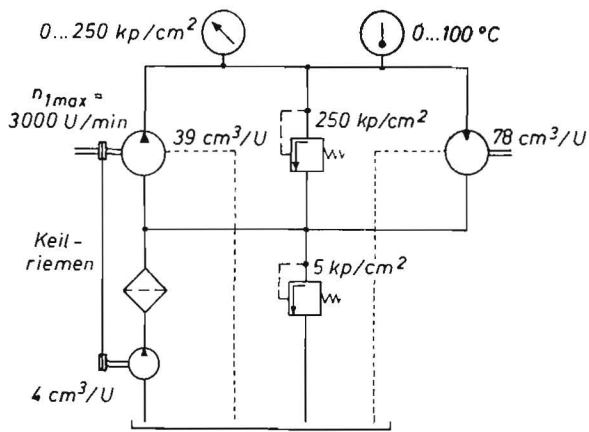 0...250 kp/cm²
0...100 °C
n1max =
3000 U/min
39 cm³/U
250 kp/cm²
78 cm³/U
Keil-
riemen
5 kp/cm²
4 cm³/U